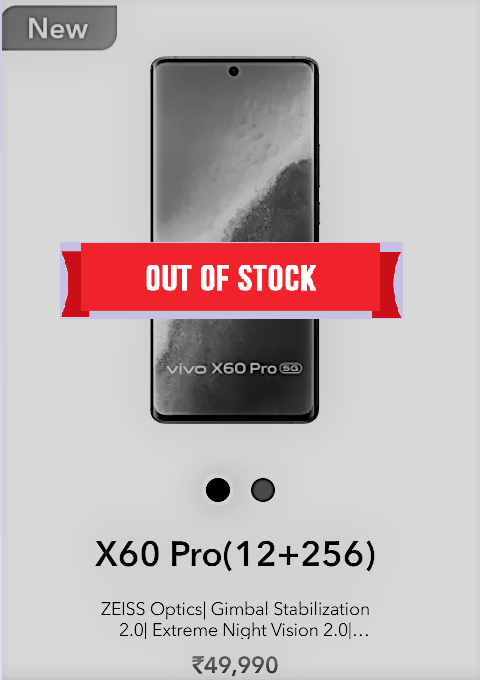 New
OUT OF STOCK
vivo X60 Pro 5G
X60 Pro(12+256)
ZEISS Optics| Gimbal Stabilization
2.0| Extreme Night Vision 2.0|...
₹49,990